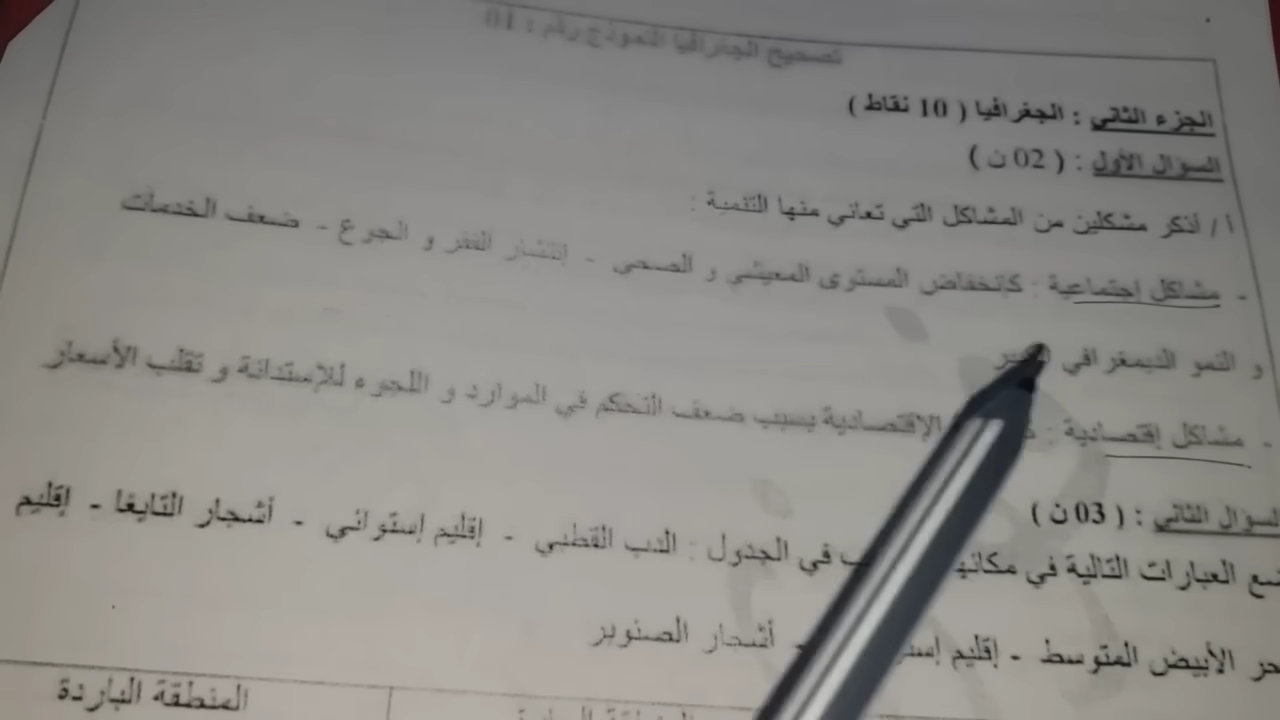 تصحيح الجغرافيا النموذج رقم : 01
الجزء الثاني : الجغرافيا ( 10 نقاط )
السؤال الأول : ( 02 ن )
أ / أذكر مشكلين من المشاكل التي تعاني منها التنمية :
- مشاكل إجتماعية : كإنخفاض المستوى المعيشي و الصحي - إنتشار الفقر و الجوع - ضعف الخدمات
و النمو الديمغرافي
- مشاكل إقتصادية : الإقتصادية بسبب ضعف التحكم في الموارد و اللجوء للإستدانة و تقلب الأسعار
السؤال الثاني : ( 03 ن )
ضع العبارات التالية في مكانها في الجدول : الدب القطبي - إقليم إستوائي - أشجار التايغا - إقليم
البحر الأبيض المتوسط - إقليم - أشجار الصنوبر
المنطقة الباردة